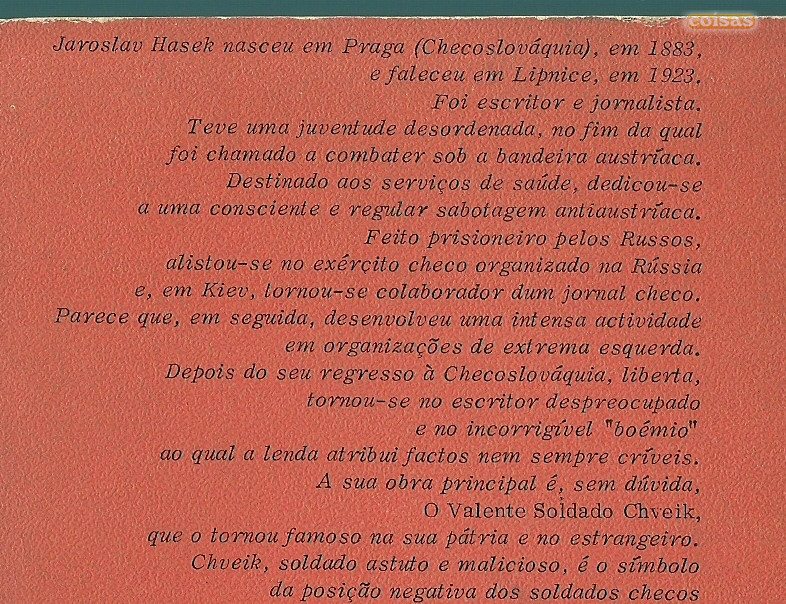 coisas
Jaroslav Hasek nasceu em Praga (Checoslováquia), em 1883,
e faleceu em Lipnice, em 1923.
Foi escritor e jornalista.
Teve uma juventude desordenada, no fim da qual
foi chamado a combater sob a bandeira austríaca.
Destinado aos serviços de saúde, dedicou-se
a uma consciente e regular sabotagem antiaustríaca.
Feito prisioneiro pelos Russos,
alistou-se no exército checo organizado na Rússia
e, em Kiev, tornou-se colaborador dum jornal checo.
Parece que, em seguida, desenvolveu uma intensa actividade
em organizações de extrema esquerda.
Depois do seu regresso à Checoslováquia, liberta,
tornou-se no escritor despreocupado
e no incorrigível "boémio"
ao qual a lenda atribui factos nem sempre críveis.
A sua obra principal é, sem dúvida,
O Valente Soldado Chveik,
que o tornou famoso na sua pátria e no estrangeiro.
Chveik, soldado astuto e malicioso, é o símbolo
da posição negativa dos soldados checos